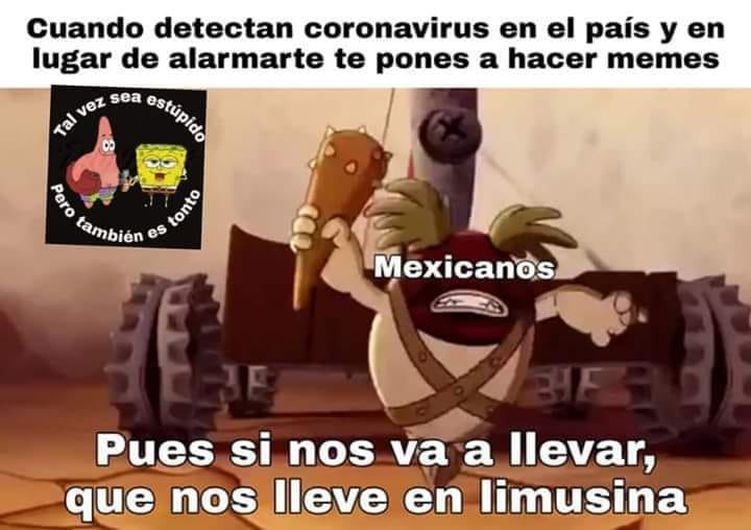 Cuando detectan coronavirus en el país y en
lugar de alarmarte te pones a hacer memes
Tal vez sea estúpido
Pero también es tonto
Mexicanos
Pues si nos va a llevar,
que nos lleve en limusina